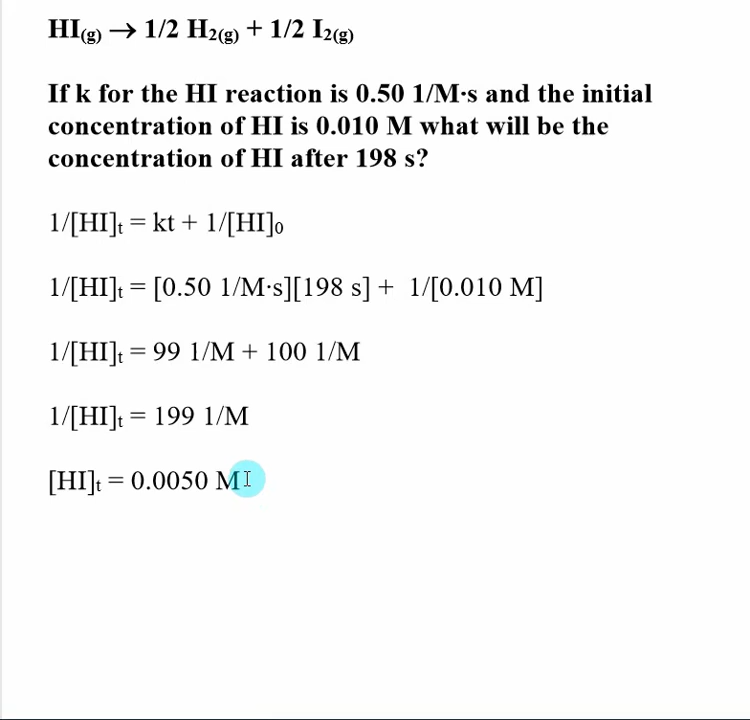 HI(g) → 1/2 H2(g) + 1/2 I2(g)
If k for the HI reaction is 0.50 1/M·s and the initial
concentration of HI is 0.010 M what will be the
concentration of HI after 198 s?
1/[HI]t = kt + 1/[HI]0
1/[HI]t = [0.50 1/M·s][198 s] + 1/[0.010 M]
1/[HI]t = 99 1/M + 100 1/M
1/[HI]t = 199 1/M
[HI]t = 0.0050 M